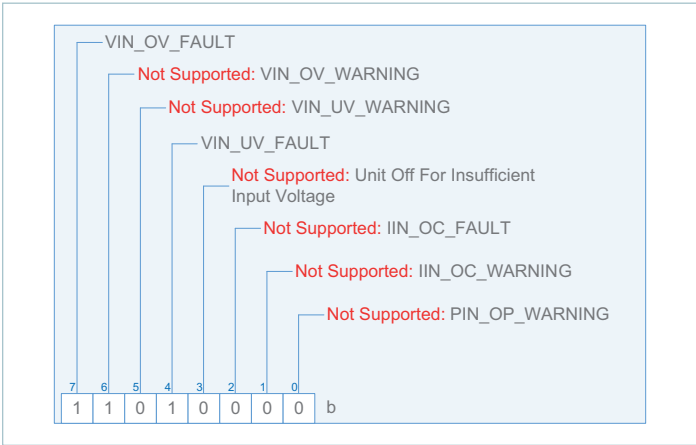 VIN_OV_FAULT
Not Supported: VIN_OV_WARNING
Not Supported: VIN_UV_WARNING
VIN_UV_FAULT
Not Supported: Unit Off For Insufficient
Input Voltage
Not Supported: IIN_OC_FAULT
Not Supported: IIN_OC_WARNING
Not Supported: PIN_OP_WARNING
7 6 5 4 3 2 1 0
1 1 0 1 0 0 0 0 b